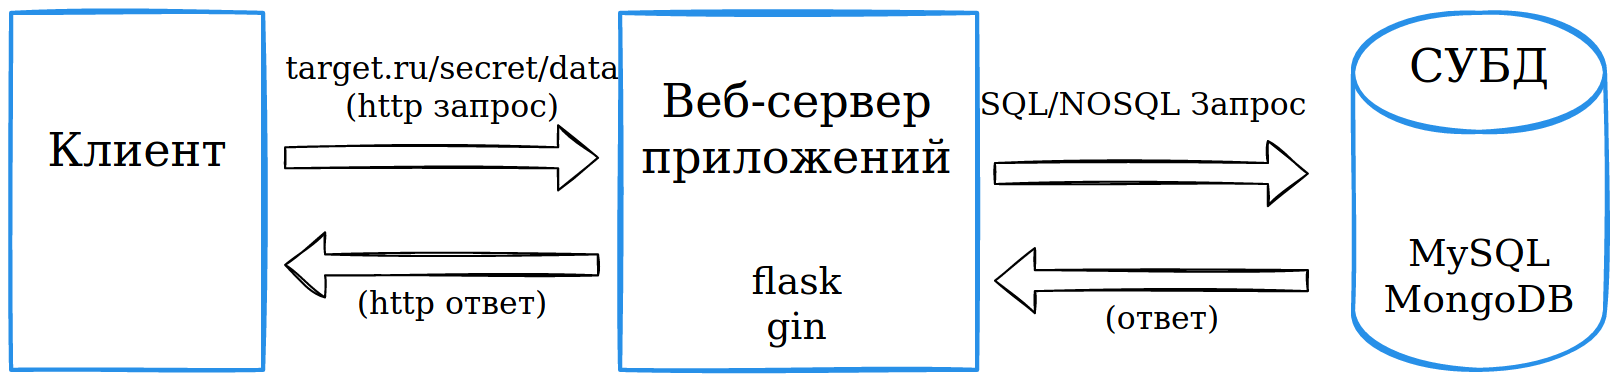 Клиент
target.ru/secret/data
(http запрос)
(http ответ)
Веб-сервер
приложений
flask
gin
SQL/NOSQL Запрос
(ответ)
СУБД
MySQL
MongoDB